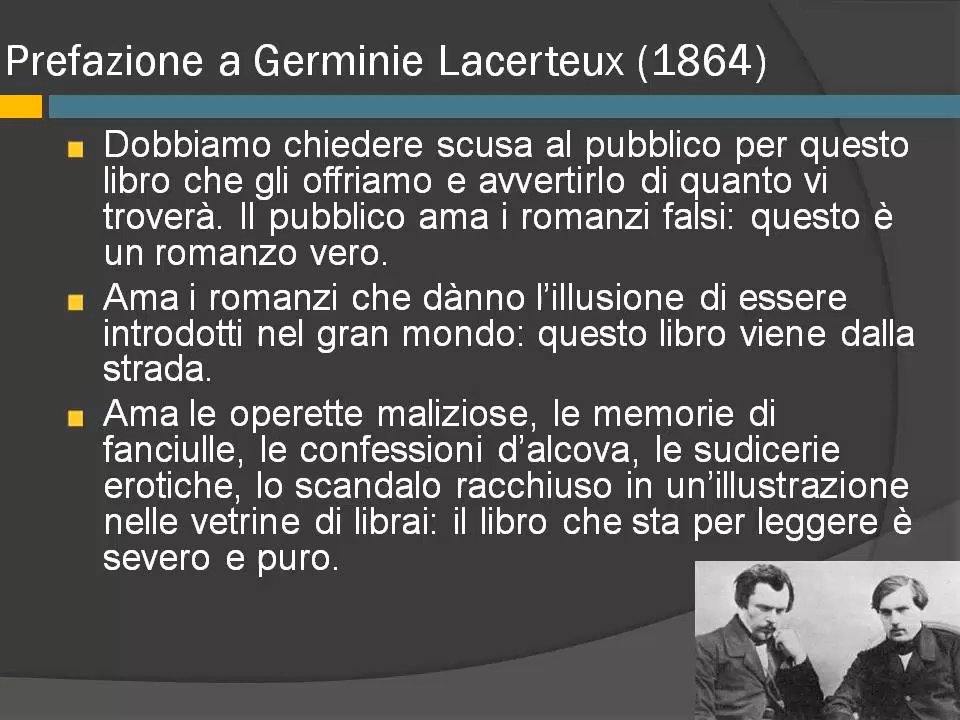 Prefazione a Germinie Lacerteux (1864)
Dobbiamo chiedere scusa al pubblico per questo
libro che gli offriamo e avvertirlo di quanto vi
troverà. Il pubblico ama i romanzi falsi: questo è
un romanzo vero.
Ama i romanzi che dànno l’illusione di essere
introdotti nel gran mondo: questo libro viene dalla
strada.
Ama le operette maliziose, le memorie di
fanciulle, le confessioni d’alcova, le sudicerie
erotiche, lo scandalo racchiuso in un’illustrazione
nelle vetrine di librai: il libro che sta per leggere è
severo e puro.